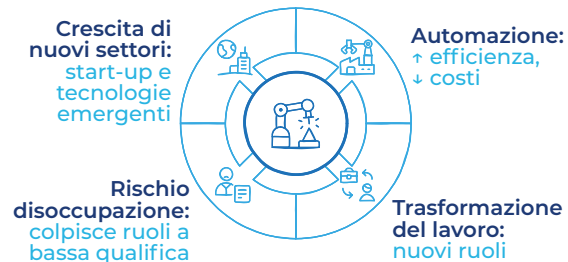 Crescita di
nuovi settori:
start-up e
tecnologie
emergenti
Automazione:
↑ efficienza,
↓ costi
Rischio
disoccupazione:
colpisce ruoli a
bassa qualifica
Trasformazione
del lavoro:
nuovi ruoli